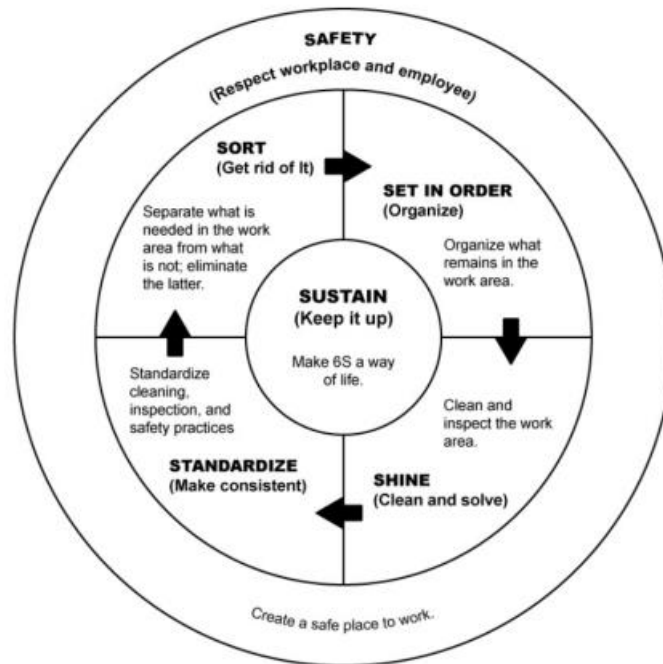 SAFETY
(Respect workplace and employee)
SORT
(Get rid of It)
Separate what is
needed in the work
area from what
is not; eliminate
the latter.
SET IN ORDER
(Organize)
Organize what
remains in the
work area.
SUSTAIN
(Keep it up)
Make 6S a way
of life.
Clean and
inspect the work
area.
SHINE
(Clean and solve)
Standardize
cleaning,
inspection, and
safety practices
STANDARDIZE
(Make consistent)
Create a safe place to work.